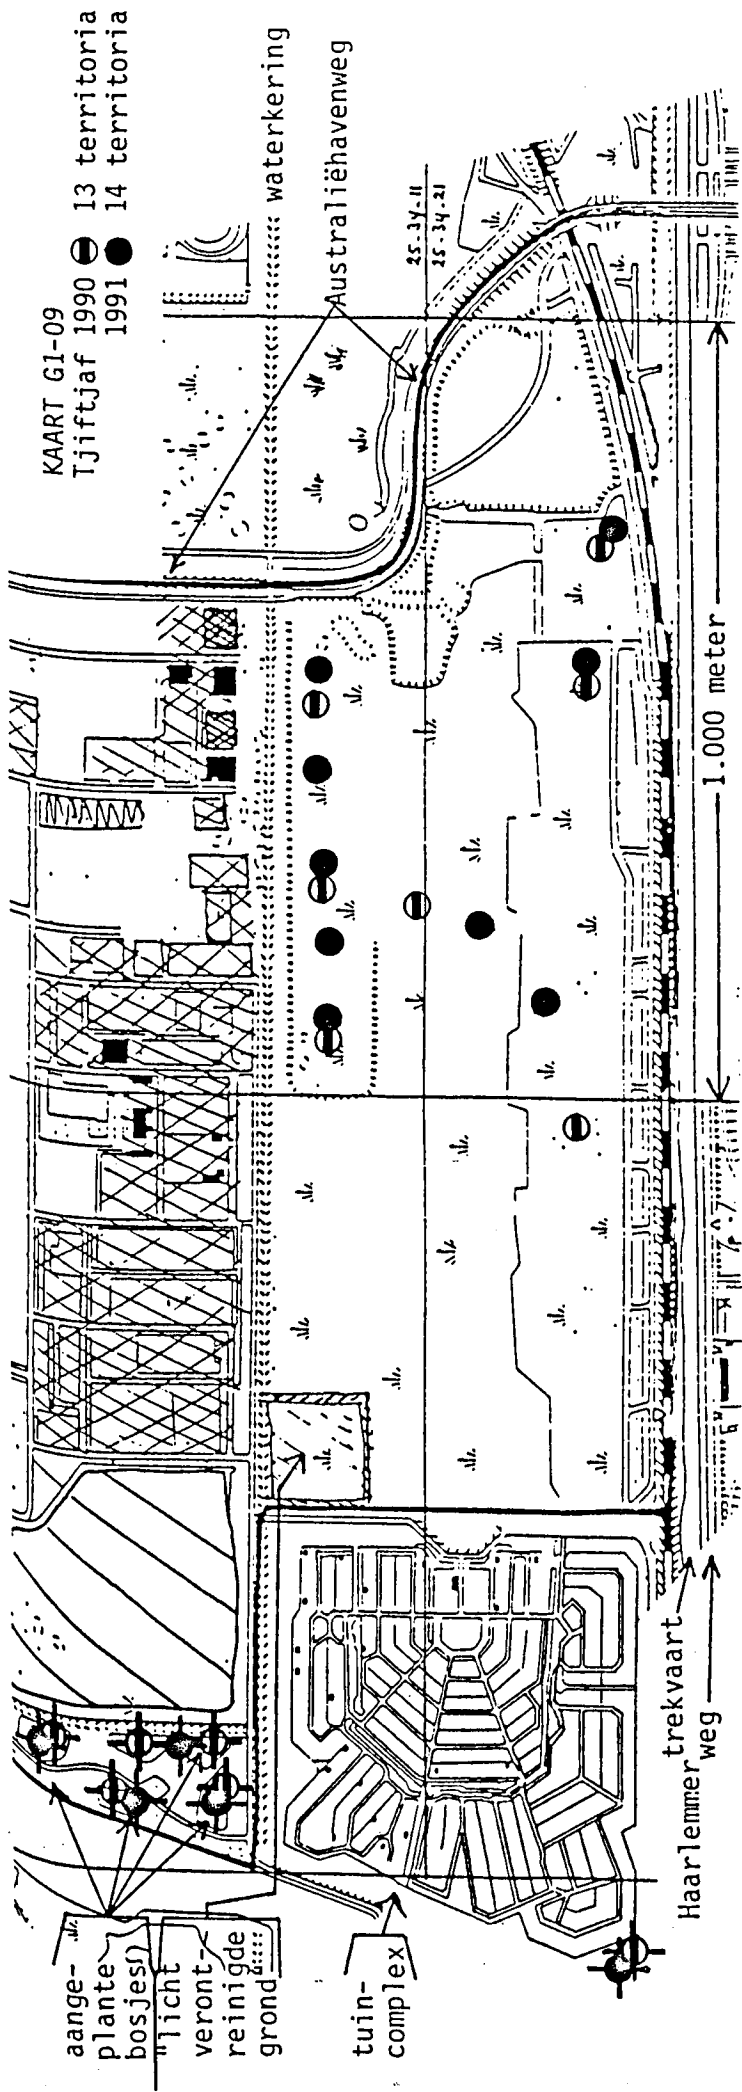 KAART G1-09
Tjiftjaf 1990 13 territoria
1991 14 territoria
waterkering
Australiëhavenweg
25.34.11
25.34.21
1.000 meter
aange-
plante
bosjes
"licht
veront-
reinigde
grond"
tuin-
complex
Haarlemmer trekvaart
weg